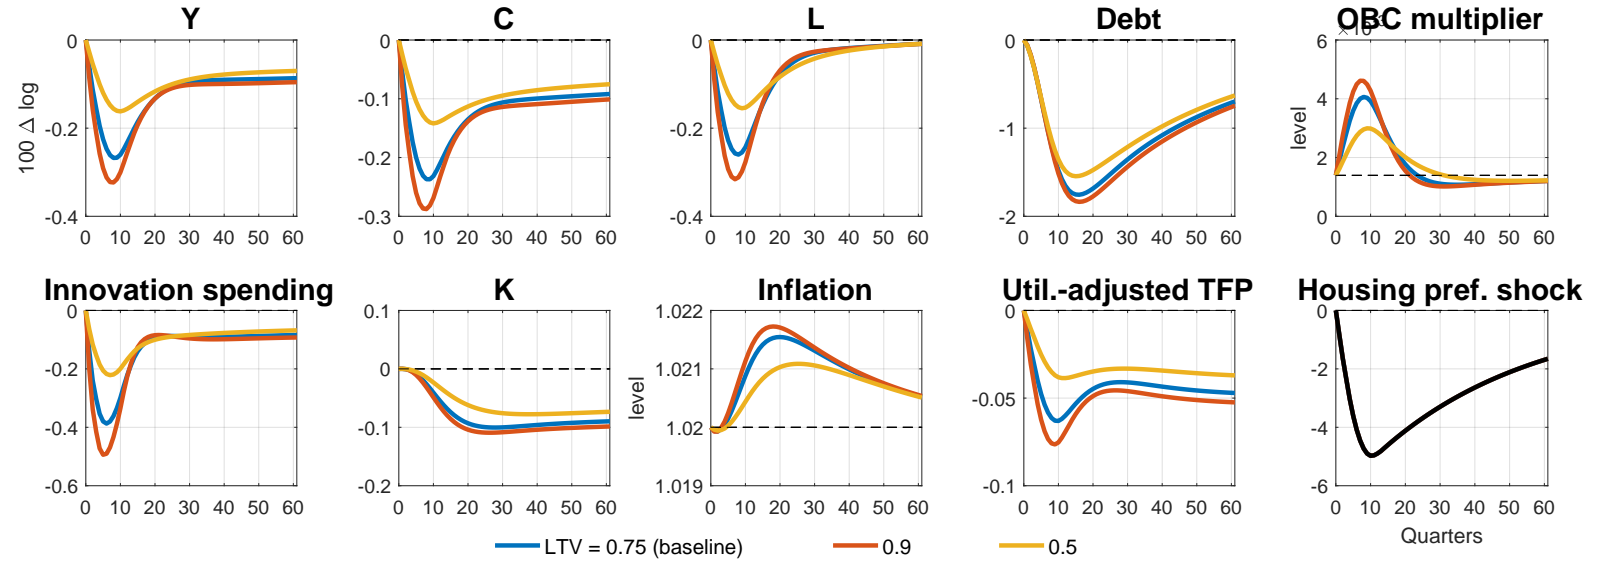 Y
C
L
Debt
OBC multiplier
100 Δ log
0
-0.2
-0.4
0 10 20 30 40 50 60
0
-0.1
-0.2
-0.3
0 10 20 30 40 50 60
0
-0.2
-0.4
0 10 20 30 40 50 60
0
-1
-2
0 10 20 30 40 50 60
level
6
4
2
0
0 10 20 30 40 50 60
Innovation spending
K
Inflation
Util.-adjusted TFP
Housing pref. shock
0
-0.2
-0.4
-0.6
0 10 20 30 40 50 60
0.1
0
-0.1
-0.2
0 10 20 30 40 50 60
level
1.022
1.021
1.02
1.019
0 10 20 30 40 50 60
0
-0.05
-0.1
0 10 20 30 40 50 60
0
-2
-4
-6
0 10 20 30 40 50 60
Quarters
LTV = 0.75 (baseline)
0.9
0.5